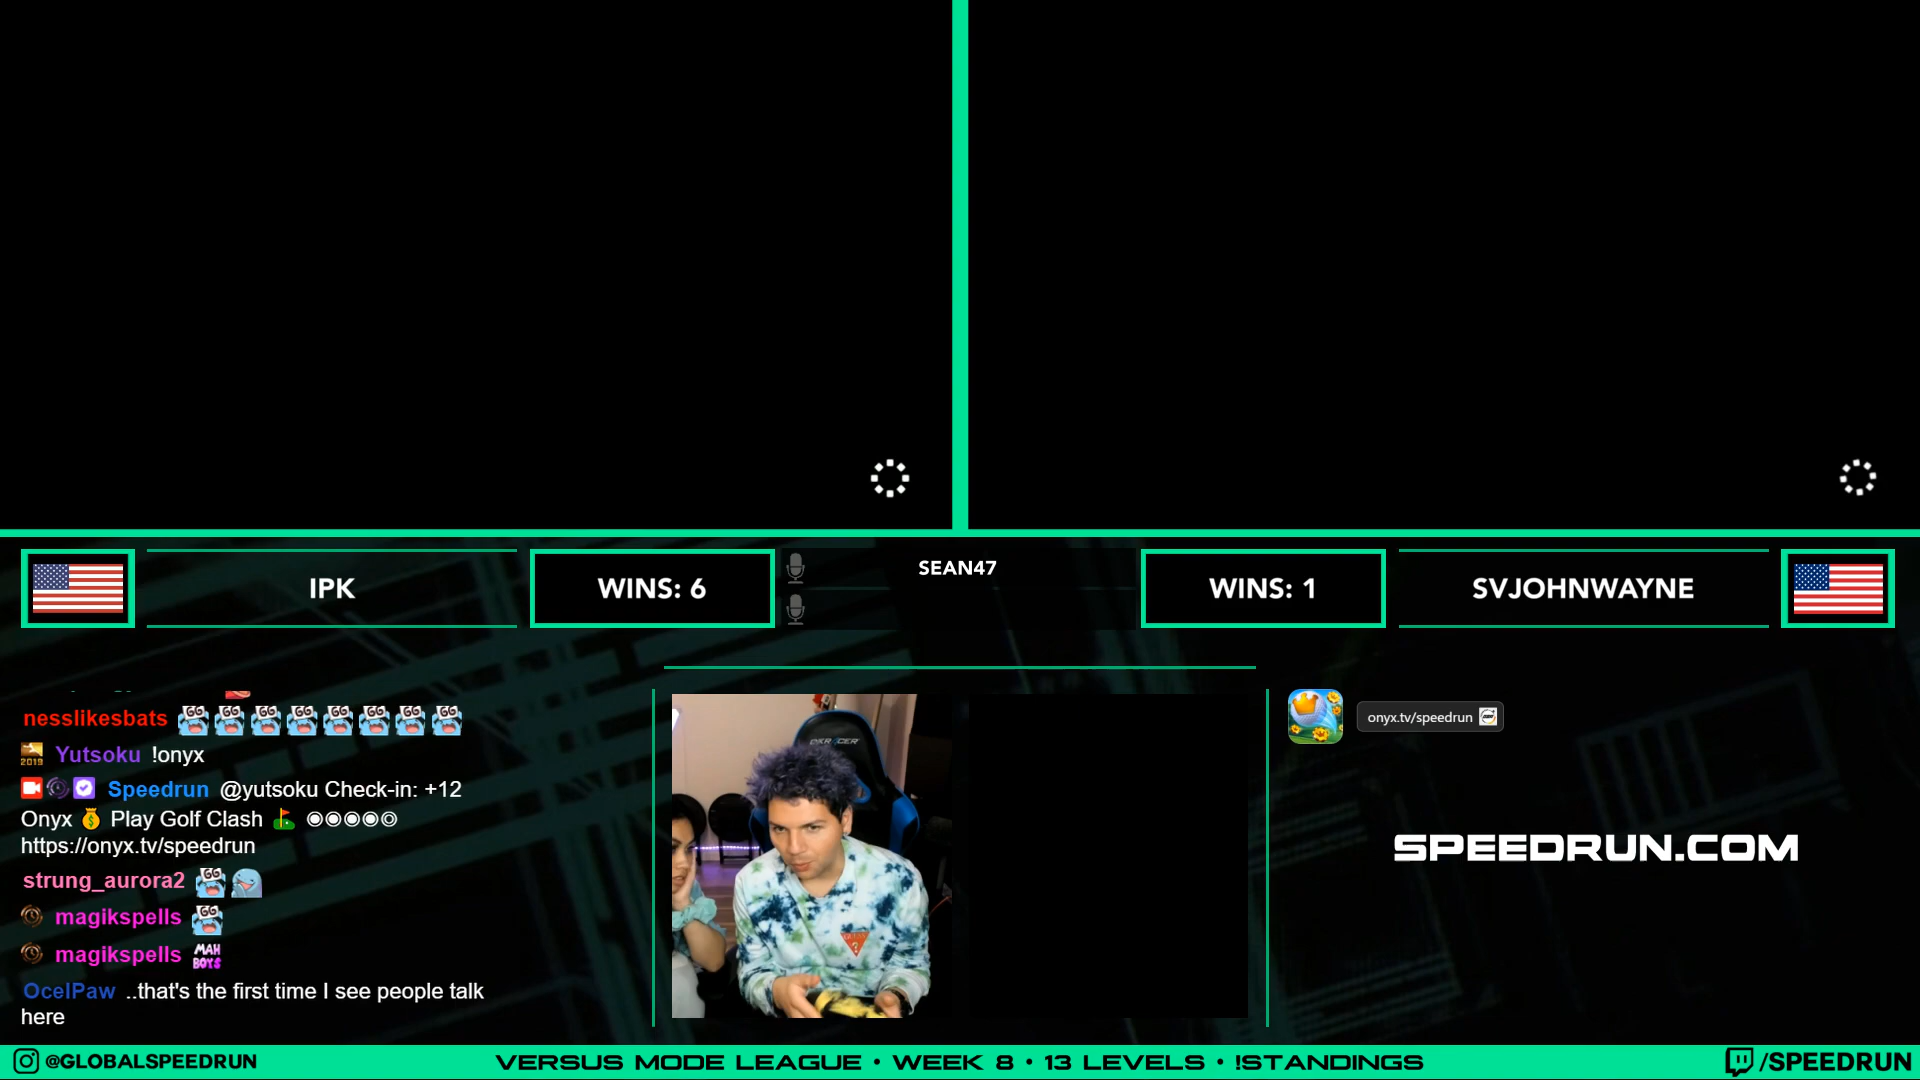 IPK
WINS: 6
SEAN47
WINS: 1
SVJOHNWAYNE
nesslikesbats
Yutsoku !onyx
Speedrun @yutsoku Check-in: +12
Onyx 💰 Play Golf Clash ⛳ ◉◉◉◉◎
https://onyx.tv/speedrun
strung_aurora2
magikspells
magikspells MAH BOYS
OcelPaw ..that's the first time I see people talk
here
onyx.tv/speedrun
SPEEDRUN.COM
@GLOBALSPEEDRUN
VERSUS MODE LEAGUE • WEEK 8 • 13 LEVELS • !STANDINGS
/SPEEDRUN